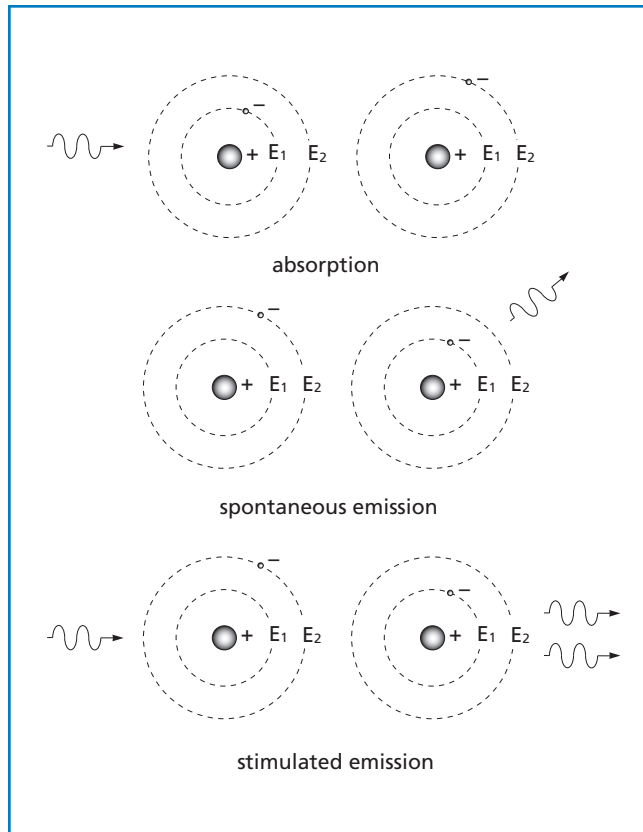 − −
+ E1 E2 + E1 E2
absorption
− −
+ E1 E2 + E1 E2
spontaneous emission
− −
+ E1 E2 + E1 E2
stimulated emission